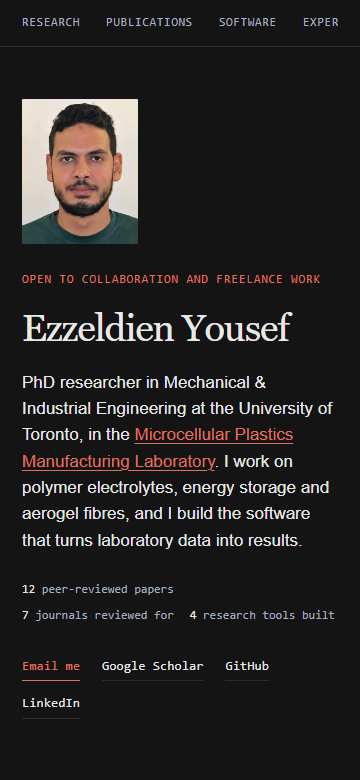 RESEARCH PUBLICATIONS SOFTWARE EXPER
OPEN TO COLLABORATION AND FREELANCE WORK
Ezzeldien Yousef
PhD researcher in Mechanical &
Industrial Engineering at the University of
Toronto, in the Microcellular Plastics
Manufacturing Laboratory. I work on
polymer electrolytes, energy storage and
aerogel fibres, and I build the software
that turns laboratory data into results.
12 peer-reviewed papers
7 journals reviewed for 4 research tools built
Email me Google Scholar GitHub
LinkedIn